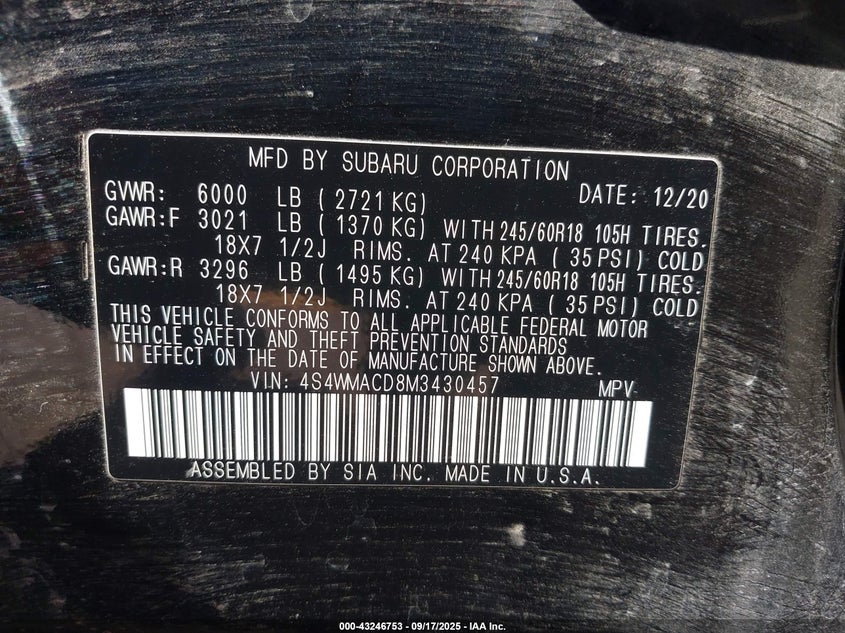 MFD BY SUBARU CORPORATION
GVWR: 6000 LB ( 2721 KG) DATE: 12/20
GAWR:F 3021 LB ( 1370 KG) WITH 245/60R18 105H TIRES.
18X7 1/2J RIMS. AT 240 KPA ( 35 PSI) COLD
GAWR:R 3296 LB ( 1495 KG) WITH 245/60R18 105H TIRES.
18X7 1/2J RIMS. AT 240 KPA ( 35 PSI) COLD
THIS VEHICLE CONFORMS TO ALL APPLICABLE FEDERAL MOTOR
VEHICLE SAFETY AND THEFT PREVENTION STANDARDS
IN EFFECT ON THE DATE OF MANUFACTURE SHOWN ABOVE.
VIN: 4S4WMACD8M3430457 MPV
ASSEMBLED BY SIA INC. MADE IN U.S.A.
000-43246753 - 09/17/2025 - IAA Inc.